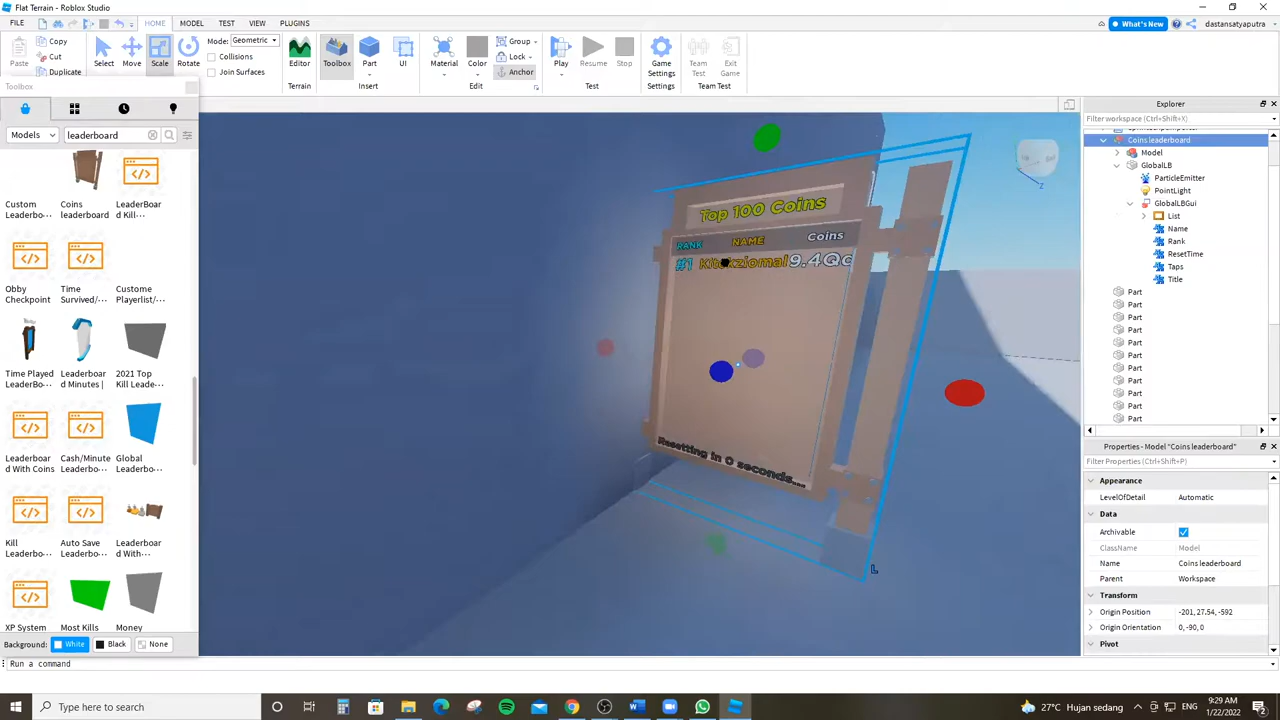 Flat Terrain - Roblox Studio
FILE HOME MODEL TEST VIEW PLUGINS What's New dastansatyaputra
Paste Copy Cut Duplicate
Select Move Scale Rotate
Mode: Geometric
Collisions
Join Surfaces
Editor Toolbox Part UI
Material Color Group Lock Anchor
Play Resume Stop
Game Settings Team Test Exit Game
Terrain Insert Edit Test Settings Team Test
Toolbox
Models leaderboard
Custom Leaderbo... Coins leaderboard LeaderBoard Kill...
Obby Checkpoint Time Survived/... Custome Playerlist/...
Time Played LeaderBo... Leaderboard Minutes | 2021 Top Kill Leade...
Leaderboard With Coins Cash/Minute Leaderbo... Global Leaderbo...
Kill Leaderbo... Auto Save Leaderbo... Leaderboard With...
XP System Most Kills Money
Background: White Black None
Run a command
Top 100 Coins
RANK NAME Coins
#1 9.4Qc
Resetting in 0 seconds...
Z
L
Explorer
Filter workspace (Ctrl+Shift+X)
Coins leaderboard
Model
GlobalLB
ParticleEmitter
PointLight
GlobalLBGui
List
Name
Rank
ResetTime
Taps
Title
Part
Part
Part
Part
Part
Part
Part
Part
Part
Part
Part
Properties - Model "Coins leaderboard"
Filter Properties (Ctrl+Shift+P)
Appearance
LevelOfDetail Automatic
Data
Archivable
ClassName Model
Name Coins leaderboard
Parent Workspace
Transform
Origin Position -201, 27.54, -592
Origin Orientation 0, -90, 0
Pivot
Type here to search
27°C Hujan sedang
9:29 AM
1/22/2022
2